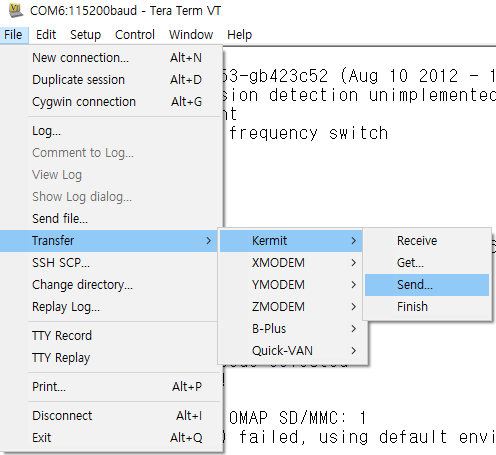 COM6:115200baud - Tera Term VT
File Edit Setup Control Window Help
New connection... Alt+N
Duplicate session Alt+D
Cygwin connection Alt+G
Log...
Comment to Log...
View Log
Show Log dialog...
Send file...
Transfer
SSH SCP...
Change directory...
Replay Log...
TTY Record
TTY Replay
Print... Alt+P
Disconnect Alt+I
Exit Alt+Q
Kermit
XMODEM
YMODEM
ZMODEM
B-Plus
Quick-VAN
Receive
Get...
Send...
Finish
53-gb423c52 (Aug 10 2012 - 1
sion detection unimplemented
nt
frequency switch
OMAP SD/MMC: 1
) failed, using default envi